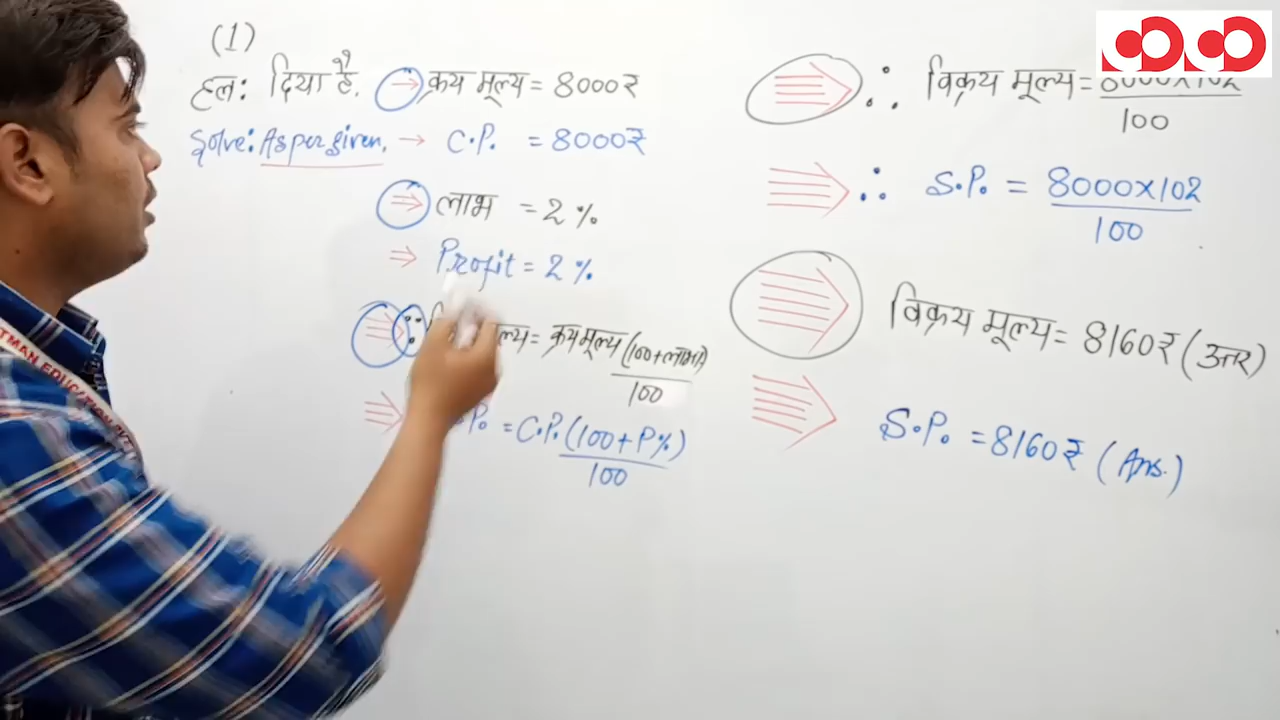 (1)
हल: दिया है, → क्रय मूल्य = 8000₹
Solve: As per given, → C.P. = 8000₹
⇒ लाभ = 2 %
⇒ Profit = 2 %
∴ = क्रय मूल्य (100+लाभ)
100
= C.P. (100 + P%)
100
∴ विक्रय मूल्य = 8000×102
100
∴ S.P. = 8000×102
100
विक्रय मूल्य = 8160₹ (उत्तर)
S.P. = 8160₹ (Ans.)